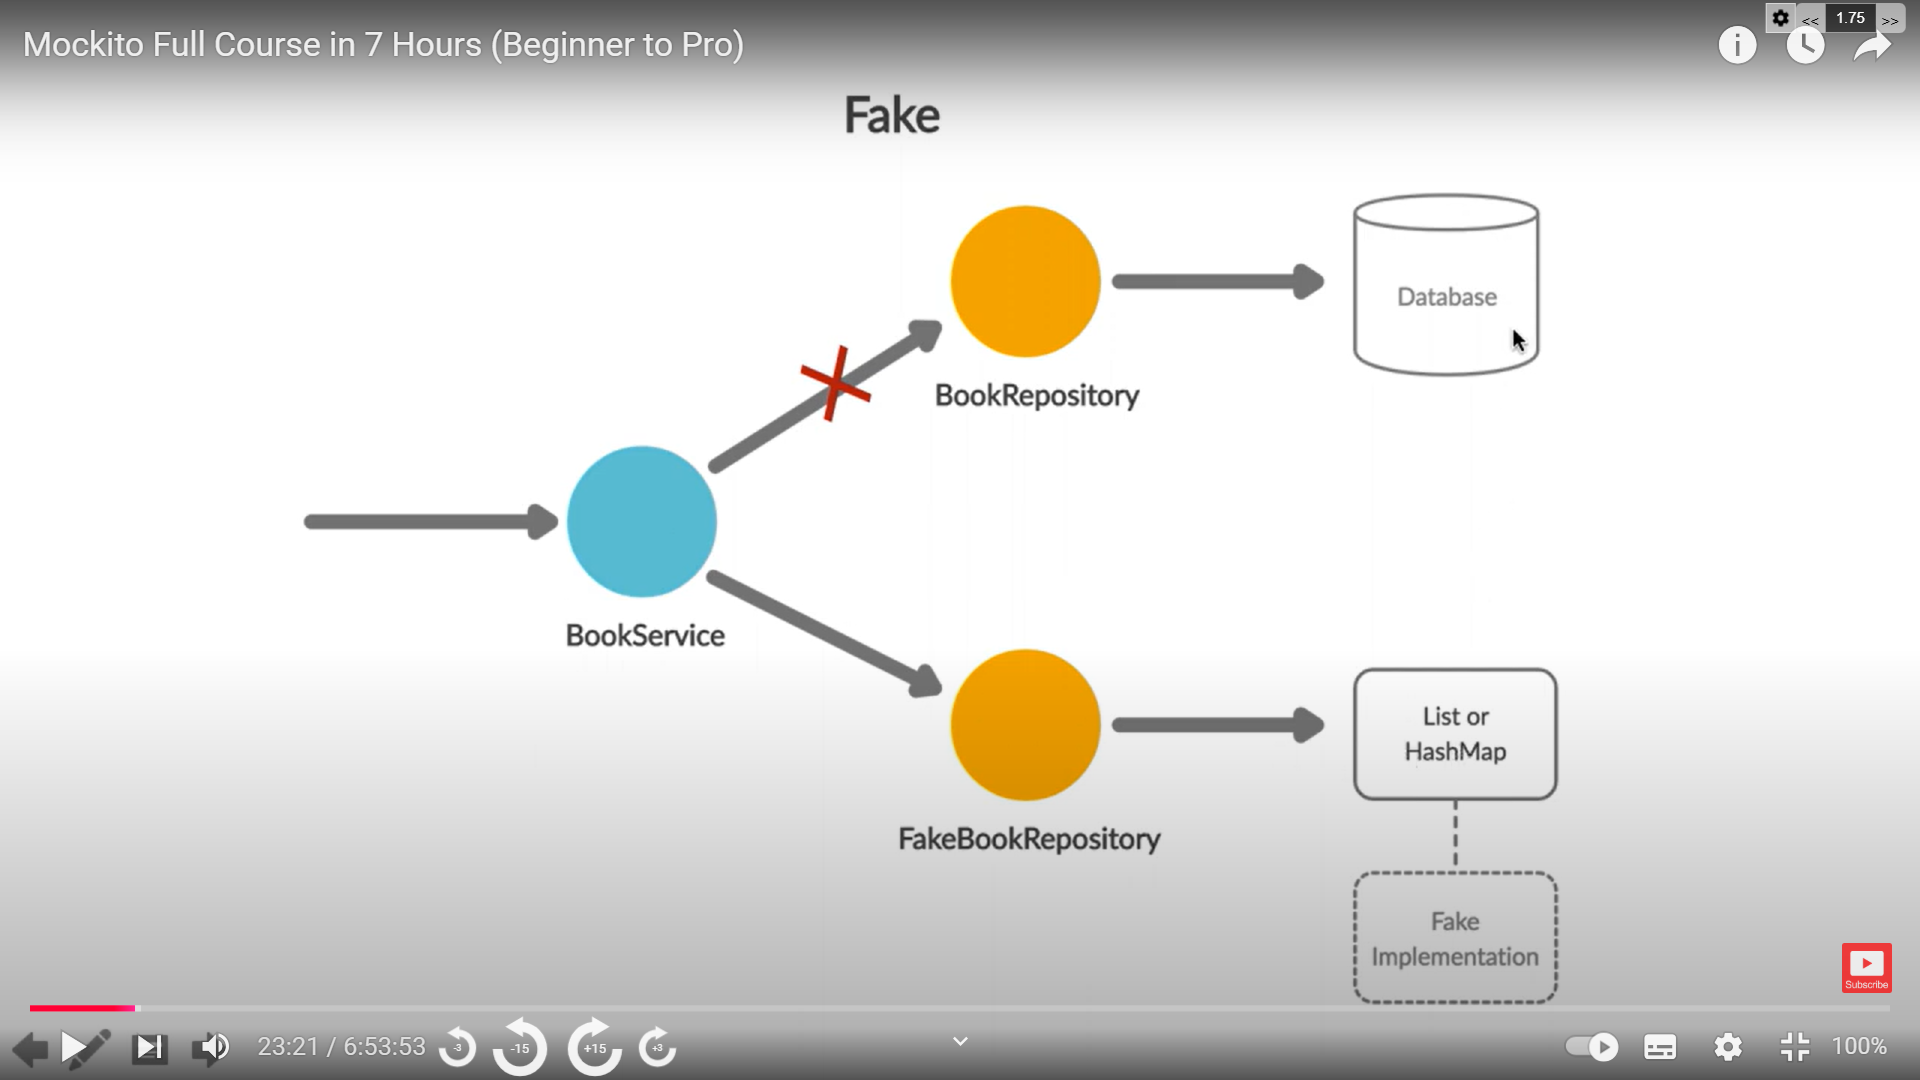 Mockito Full Course in 7 Hours (Beginner to Pro)
<< 1.75 >>
Fake
Database
BookRepository
BookService
List or
HashMap
FakeBookRepository
Fake
Implementation
Subscribe
23:21 / 6:53:53
-3
-15
+15
+3
100%